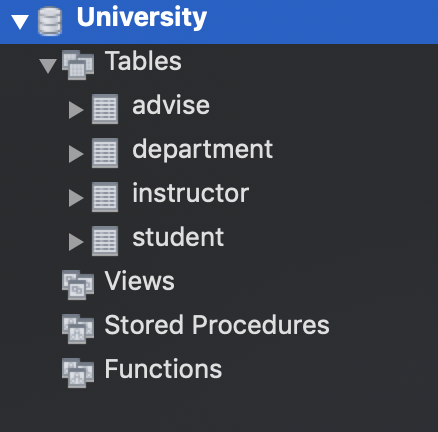 University
Tables
advise
department
instructor
student
Views
Stored Procedures
Functions